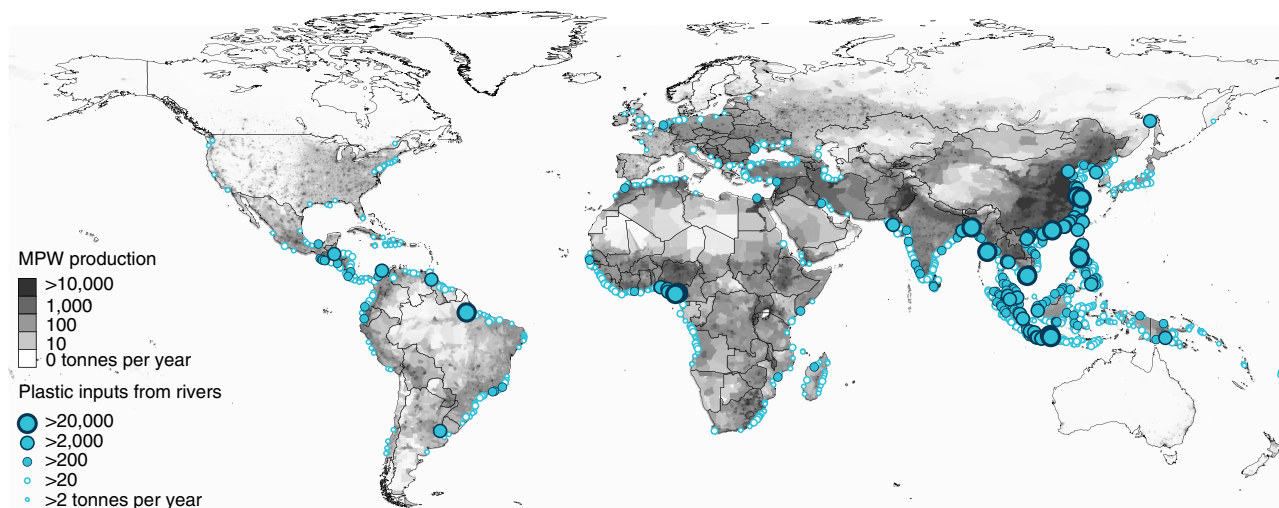 MPW production
>10,000
1,000
100
10
0 tonnes per year
Plastic inputs from rivers
>20,000
>2,000
>200
>20
>2 tonnes per year